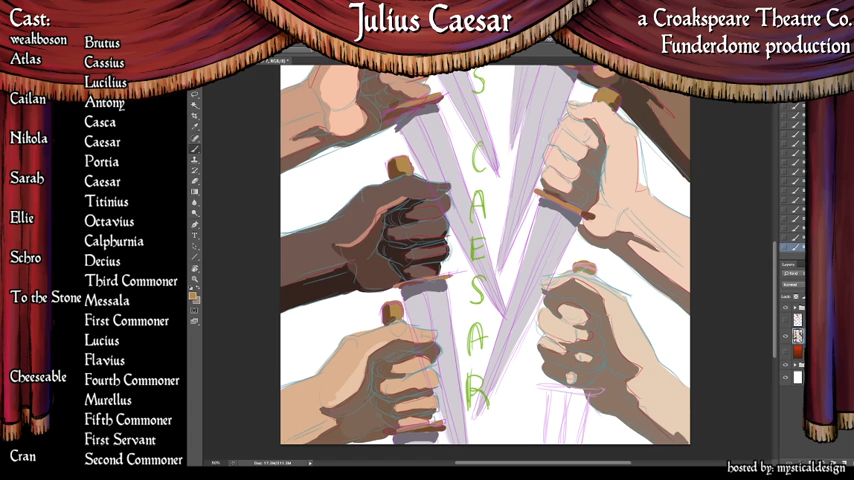 Cast:
weakboson
Atlas
Cailan
Nikola
Sarah
Ellie
Schro
To the Stone
Cheeseable
Cran
Brutus
Cassius
Lucilius
Antony
Casca
Caesar
Portia
Caesar
Titinius
Octavius
Calphurnia
Decius
Third Commoner
Messala
First Commoner
Lucius
Flavius
Fourth Commoner
Murellus
Fifth Commoner
First Servant
Second Commoner
Julius Caesar
a Croakspeare Theatre Co.
Funderdome production
S
CAESAR
Layers
Normal
hosted by: mysticaldesign